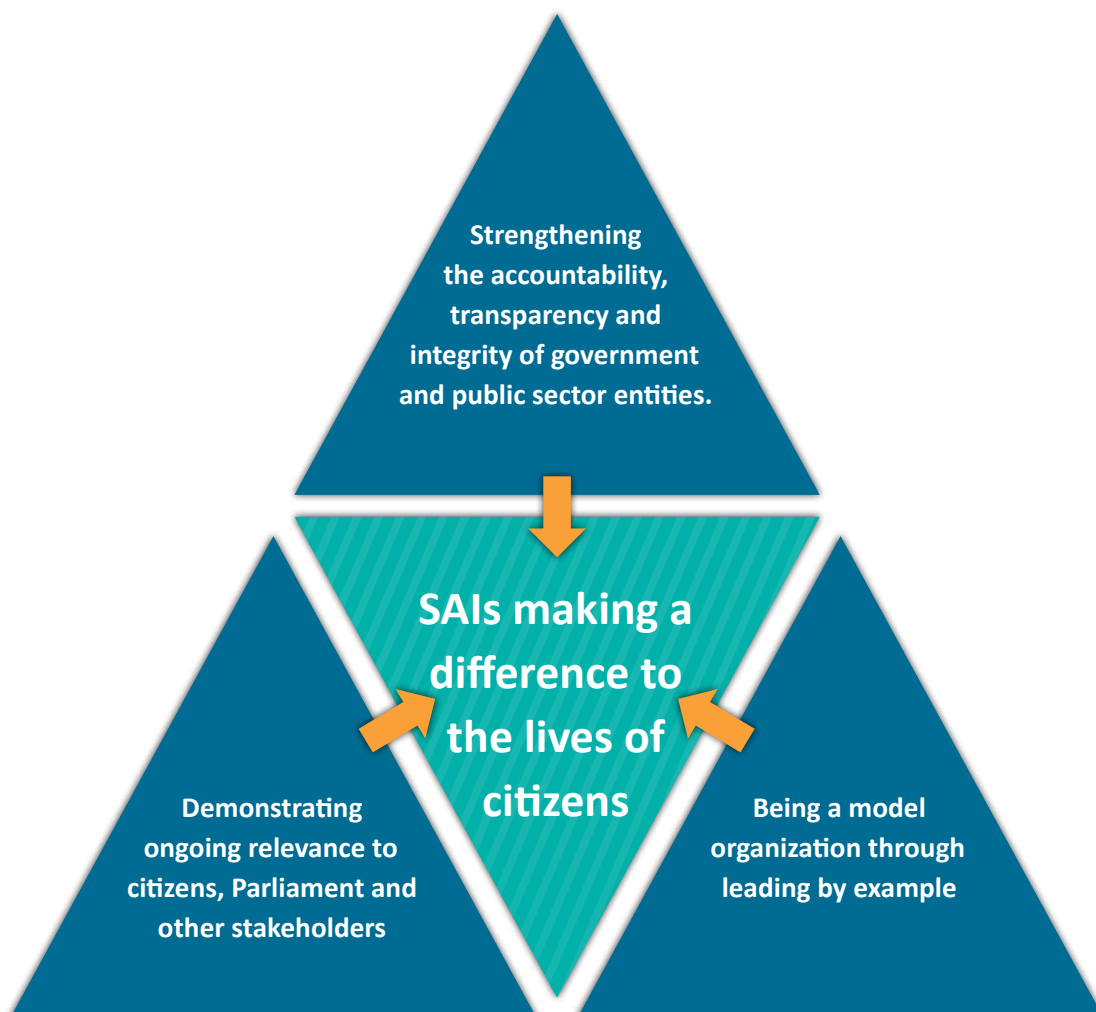 Strengthening
the accountability,
transparency and
integrity of government
and public sector entities.
SAIs making a
difference to
the lives of
citizens
Demonstrating
ongoing relevance to
citizens, Parliament and
other stakeholders
Being a model
organization through
leading by example